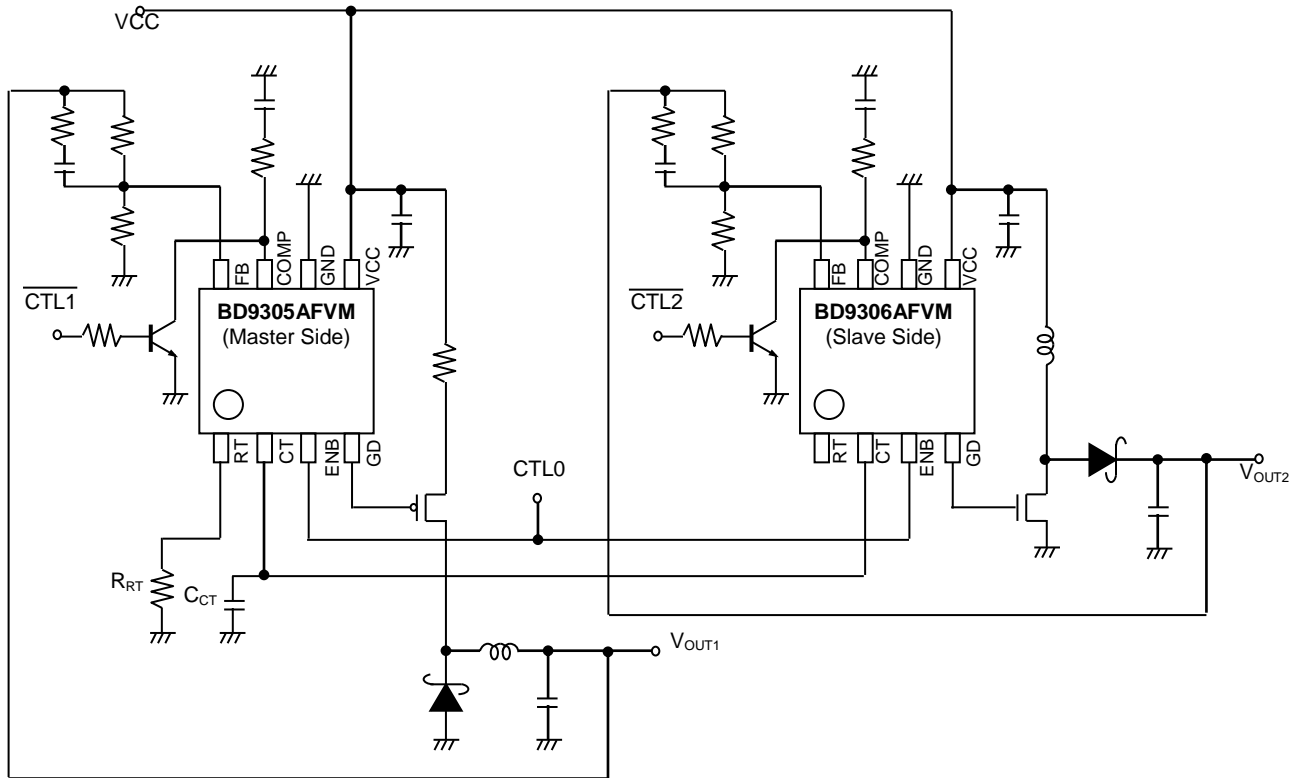 VCC
FB
COMP
GND
VCC
FB
COMP
GND
VCC
CTL1
BD9305AFVM
(Master Side)
CTL2
BD9306AFVM
(Slave Side)
RT
CT
ENB
GD
CTL0
RT
CT
ENB
GD
VOUT2
RRT
CCT
VOUT1